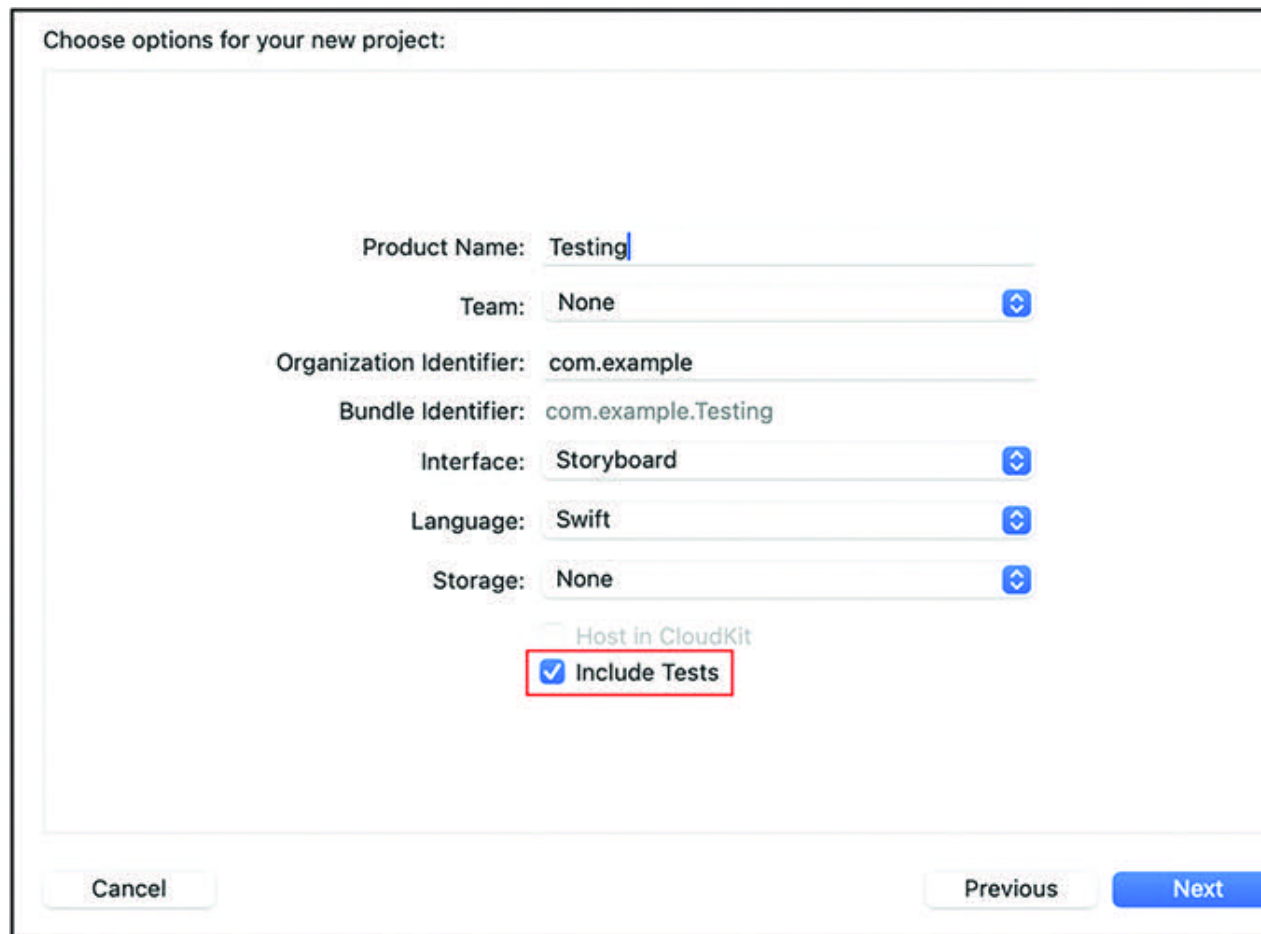 Choose options for your new project:
Product Name: Testing
Team: None
Organization Identifier: com.example
Bundle Identifier: com.example.Testing
Interface: Storyboard
Language: Swift
Storage: None
Host in CloudKit
Include Tests
Cancel Previous Next